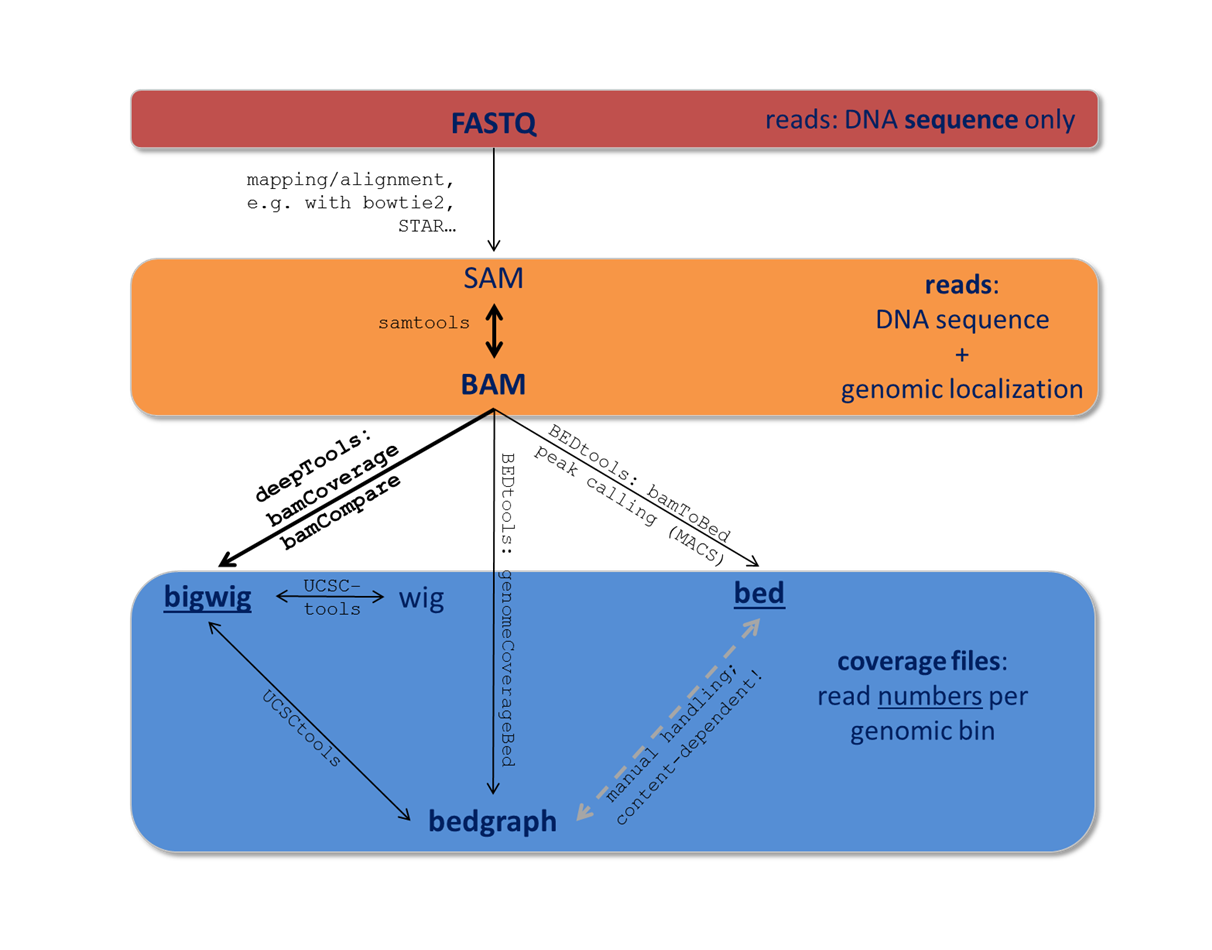 FASTQ
reads: DNA sequence only
mapping/alignment,
e.g. with bowtie2,
STAR…
SAM
samtools
BAM
reads:
DNA sequence
+
genomic localization
deepTools:
bamCoverage
bamCompare
BEDtools: genomeCoverageBed
BEDtools: bamToBed
peak calling (MACS)
bigwig
UCSC-
tools
wig
bed
UCSCtools
manual handling;
content-dependent!
coverage files:
read numbers per
genomic bin
bedgraph